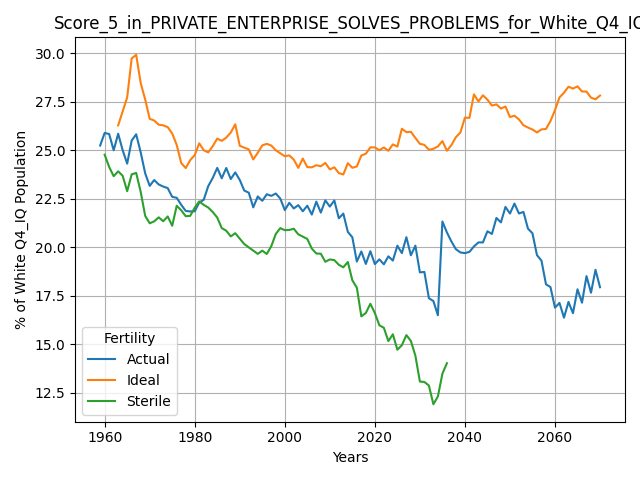 Score_5_in_PRIVATE_ENTERPRISE_SOLVES_PROBLEMS_for_White_Q4_IQ
30.0
27.5
25.0
22.5
20.0
17.5
15.0
12.5
% of White Q4_IQ Population
Fertility
Actual
Ideal
Sterile
1960 1980 2000 2020 2040 2060
Years